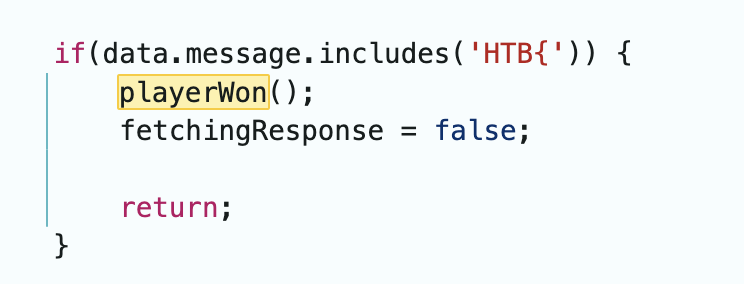 if(data.message.includes('HTB{')) {
    playerWon();
    fetchingResponse = false;

    return;
}